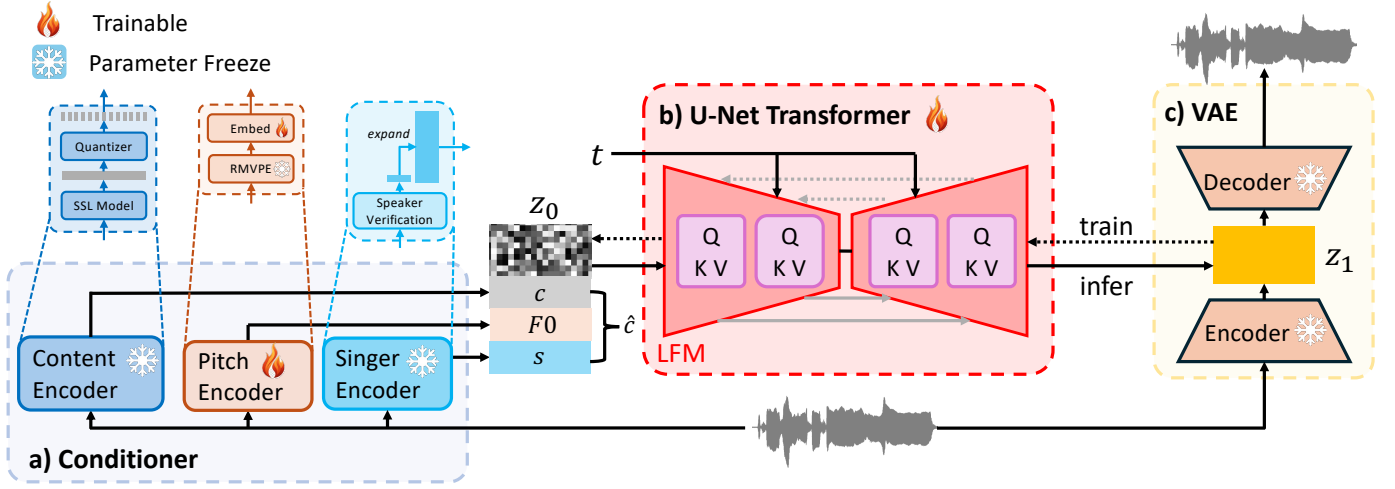 Trainable
Parameter Freeze
Quantizer
SSL Model
Embed
RMVPE
expand
Speaker
Verification
Content
Encoder
Pitch
Encoder
Singer
Encoder
a) Conditioner
z₀
c
F0
s
ĉ
b) U-Net Transformer
t
Q
K V
Q
K V
Q
K V
Q
K V
LFM
train
infer
c) VAE
Decoder
z₁
Encoder